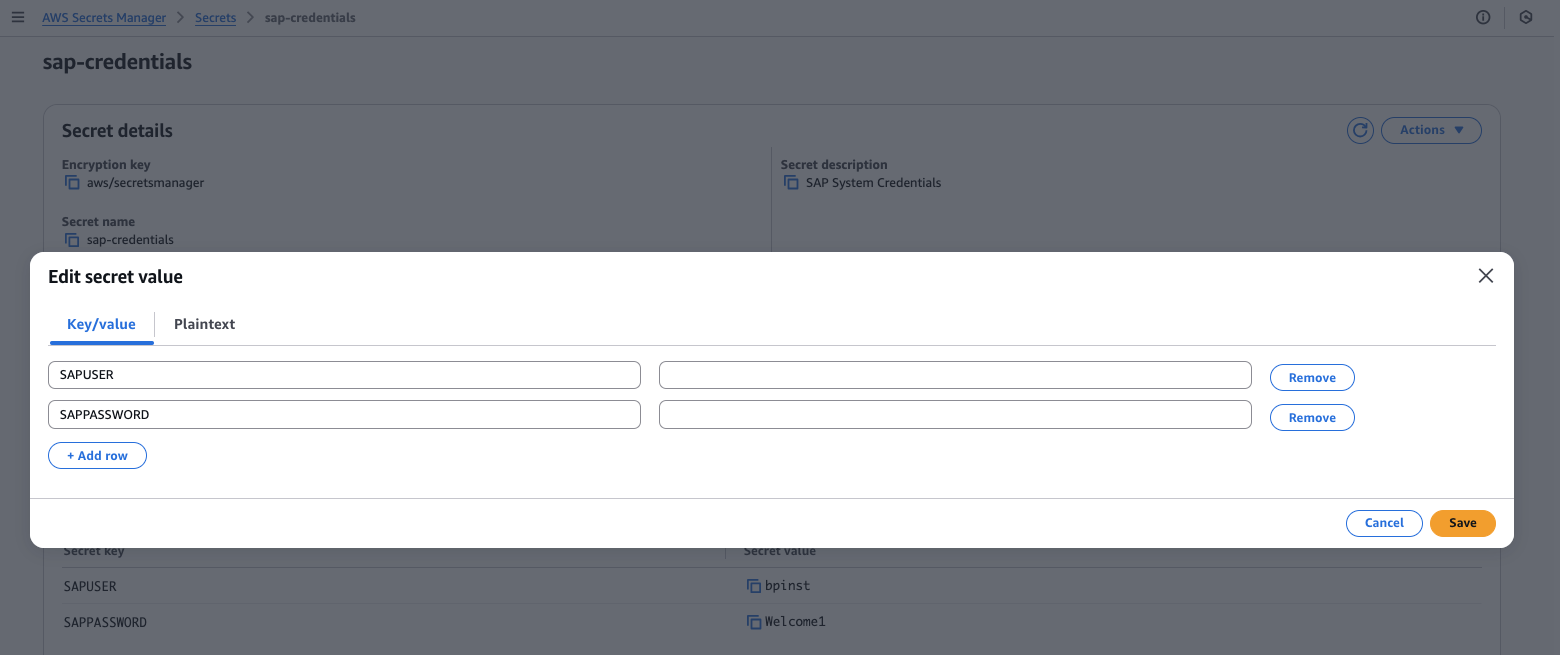 AWS Secrets Manager > Secrets > sap-credentials
sap-credentials
Secret details
Actions
Encryption key
aws/secretsmanager
Secret description
SAP System Credentials
Secret name
sap-credentials
Edit secret value
Key/value
Plaintext
SAPUSER
Remove
SAPPASSWORD
Remove
+ Add row
Cancel
Save
Secret key
Secret value
SAPUSER
bpinst
SAPPASSWORD
Welcome1